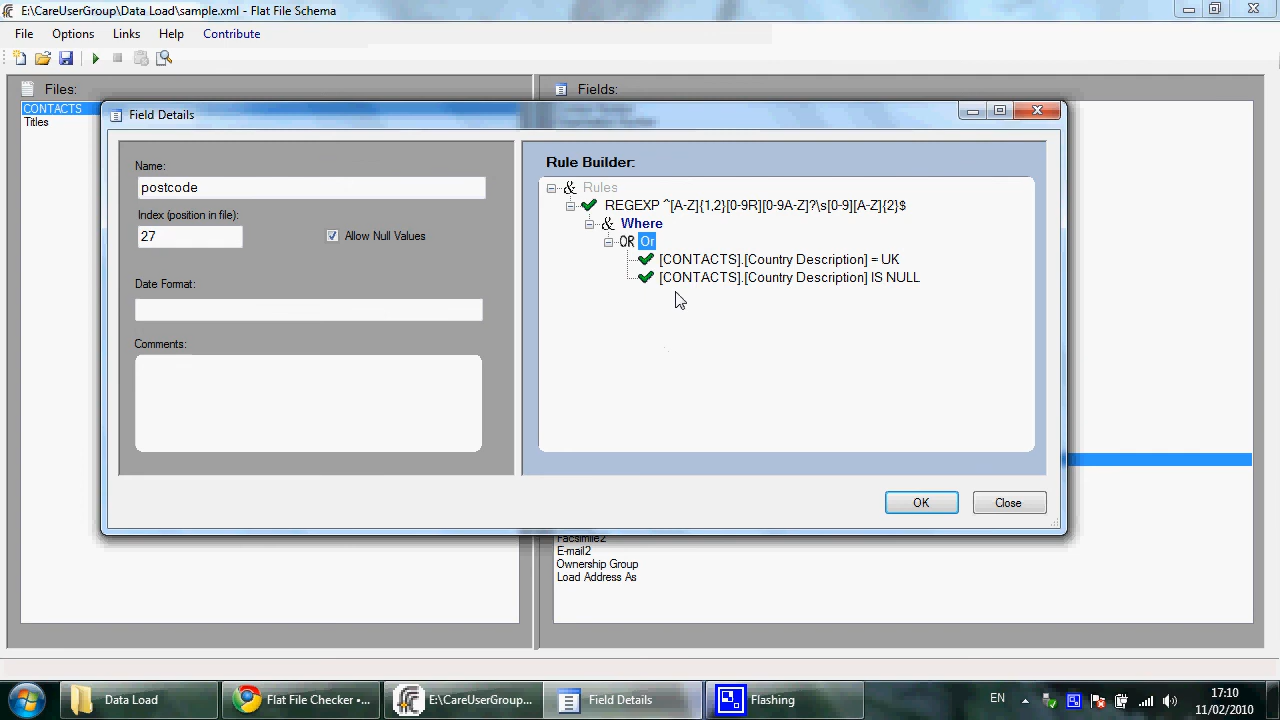 E:\CareUserGroup\Data Load\sample.xml - Flat File Schema
File Options Links Help Contribute
Files:
Fields:
CONTACTS
Titles
Field Details
Name:
postcode
Index (position in file):
27
Allow Null Values
Date Format:
Comments:
Rule Builder:
& Rules
REGEXP ^[A-Z]{1,2}[0-9R][0-9A-Z]?\s[0-9][A-Z]{2}$
& Where
OR Or
[CONTACTS].[Country Description] = UK
[CONTACTS].[Country Description] IS NULL
OK
Close
Facsimile2
E-mail2
Ownership Group
Load Address As
Data Load
Flat File Checker •...
E:\CareUserGroup...
Field Details
Flashing
EN
17:10
11/02/2010